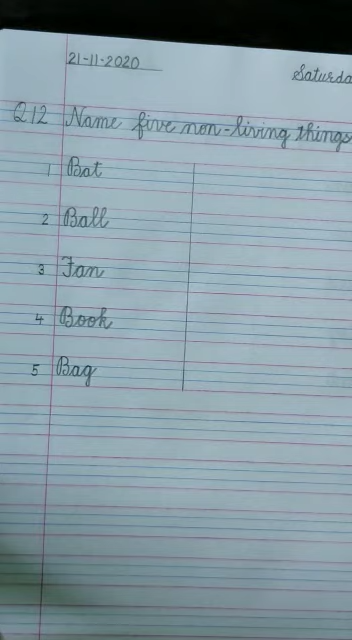 21-11-2020 Saturda
Q12 Name five non-living things
1 Bat
2 Ball
3 Fan
4 Book
5 Bag